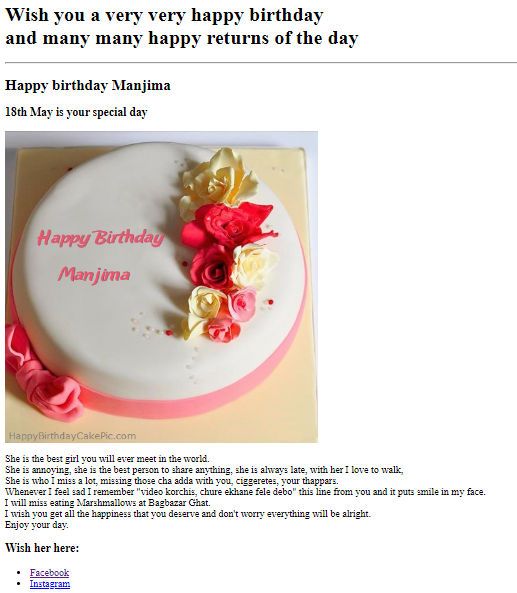 Wish you a very very happy birthday
and many many happy returns of the day
Happy birthday Manjima
18th May is your special day
Happy Birthday
Manjima
HappyBirthdayCakePic.com
She is the best girl you will ever meet in the world.
She is annoying, she is the best person to share anything, she is always late, with her I love to walk,
She is who I miss a lot, missing those cha adda with you, ciggeretes, your thappars.
Whenever I feel sad I remember "video korchis, chure ekhane fele debo" this line from you and it puts smile in my face.
I will miss eating Marshmallows at Bagbazar Ghat.
I wish you get all the happiness that you deserve and don't worry everything will be alright.
Enjoy your day.
Wish her here:
Facebook
Instagram